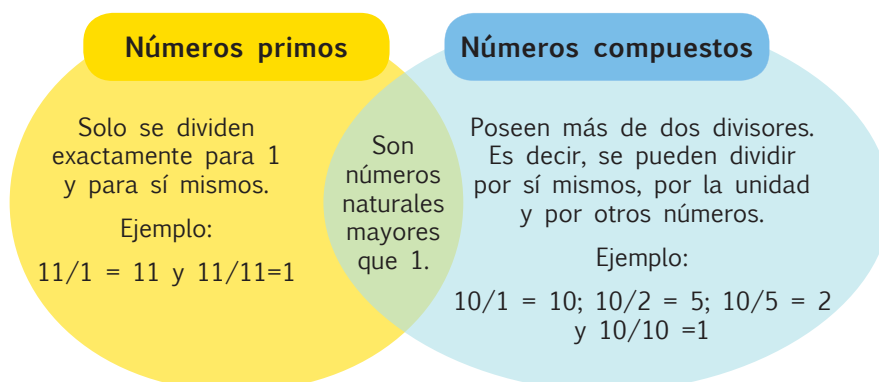 Números primos
Solo se dividen
exactamente para 1
y para sí mismos.
Ejemplo:
11/1 = 11 y 11/11=1
Son
números
naturales
mayores
que 1.
Números compuestos
Poseen más de dos divisores.
Es decir, se pueden dividir
por sí mismos, por la unidad
y por otros números.
Ejemplo:
10/1 = 10; 10/2 = 5; 10/5 = 2
y 10/10 =1